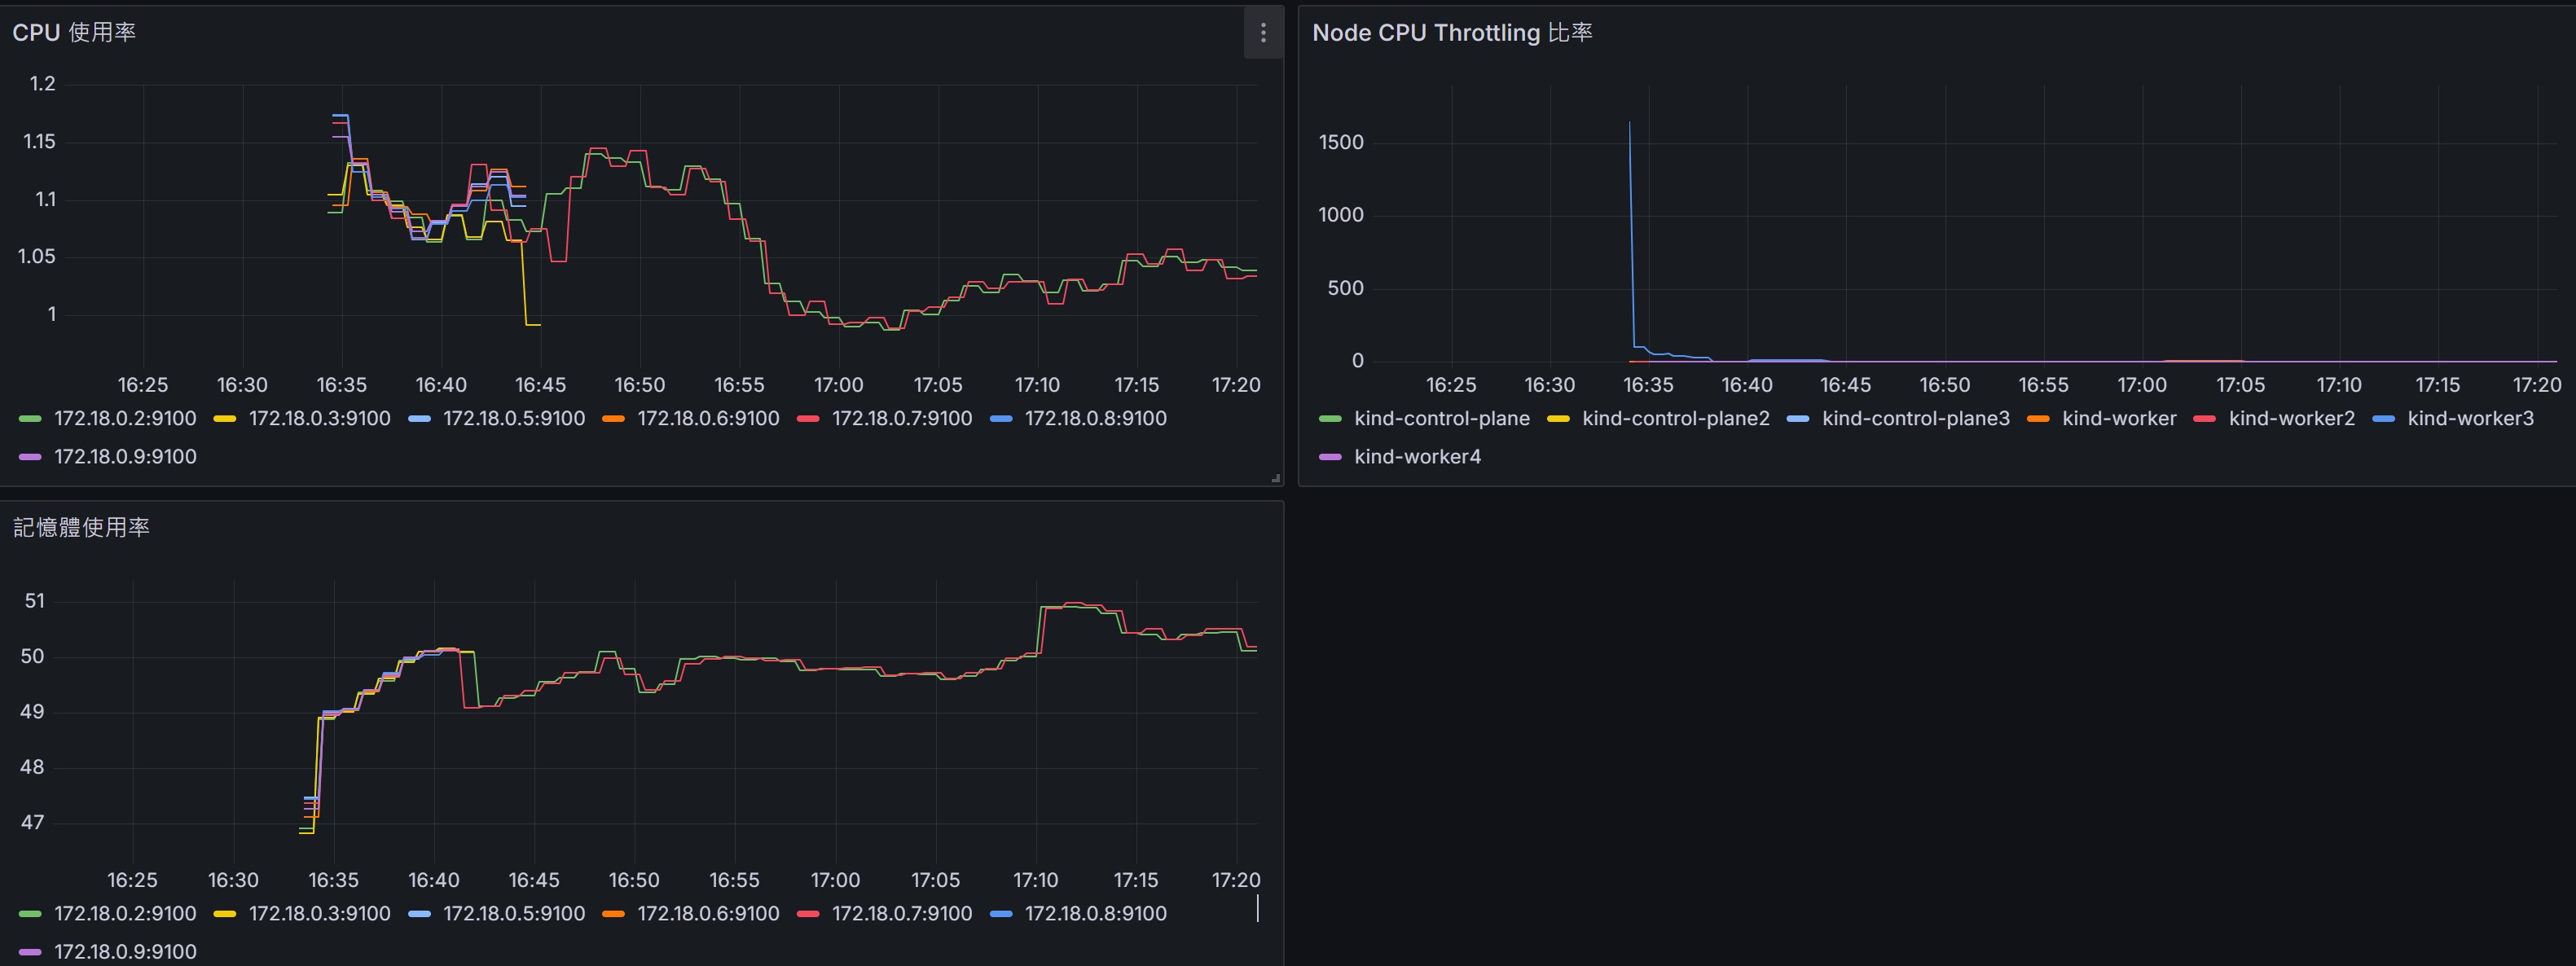 CPU 使用率
1.2
1.15
1.1
1.05
1
16:25 16:30 16:35 16:40 16:45 16:50 16:55 17:00 17:05 17:10 17:15 17:20
172.18.0.2:9100 172.18.0.3:9100 172.18.0.5:9100 172.18.0.6:9100 172.18.0.7:9100 172.18.0.8:9100
172.18.0.9:9100
Node CPU Throttling 比率
1500
1000
500
0
16:25 16:30 16:35 16:40 16:45 16:50 16:55 17:00 17:05 17:10 17:15 17:20
kind-control-plane kind-control-plane2 kind-control-plane3 kind-worker kind-worker2 kind-worker3
kind-worker4
記憶體使用率
51
50
49
48
47
16:25 16:30 16:35 16:40 16:45 16:50 16:55 17:00 17:05 17:10 17:15 17:20
172.18.0.2:9100 172.18.0.3:9100 172.18.0.5:9100 172.18.0.6:9100 172.18.0.7:9100 172.18.0.8:9100
172.18.0.9:9100